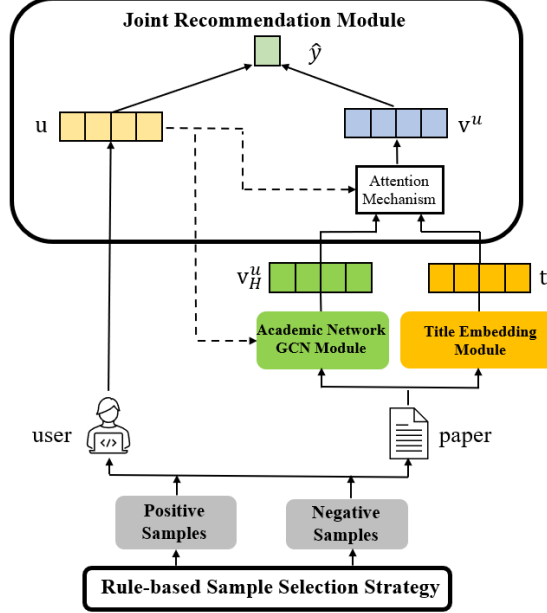 Joint Recommendation Module
ŷ
u
v^u
Attention
Mechanism
v_H^u
t
Academic Network
GCN Module
Title Embedding
Module
user
</>
paper
Positive
Samples
Negative
Samples
Rule-based Sample Selection Strategy